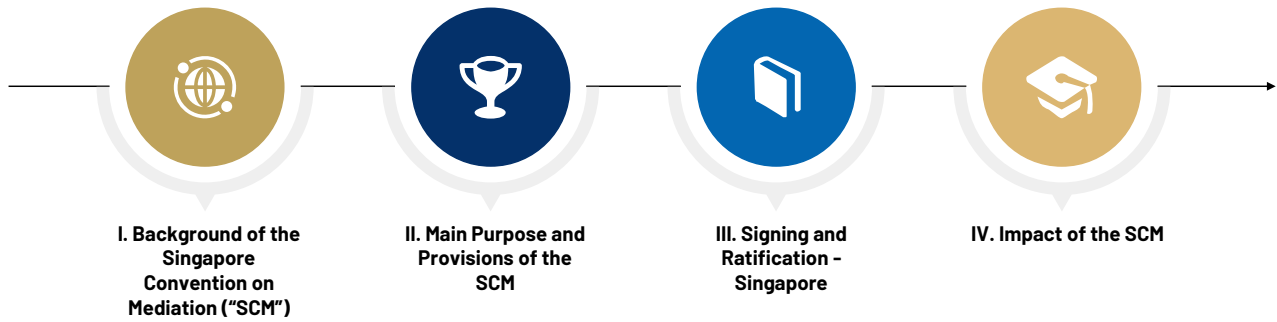 I. Background of the
Singapore
Convention on
Mediation (“SCM”)
II. Main Purpose and
Provisions of the
SCM
III. Signing and
Ratification -
Singapore
IV. Impact of the SCM